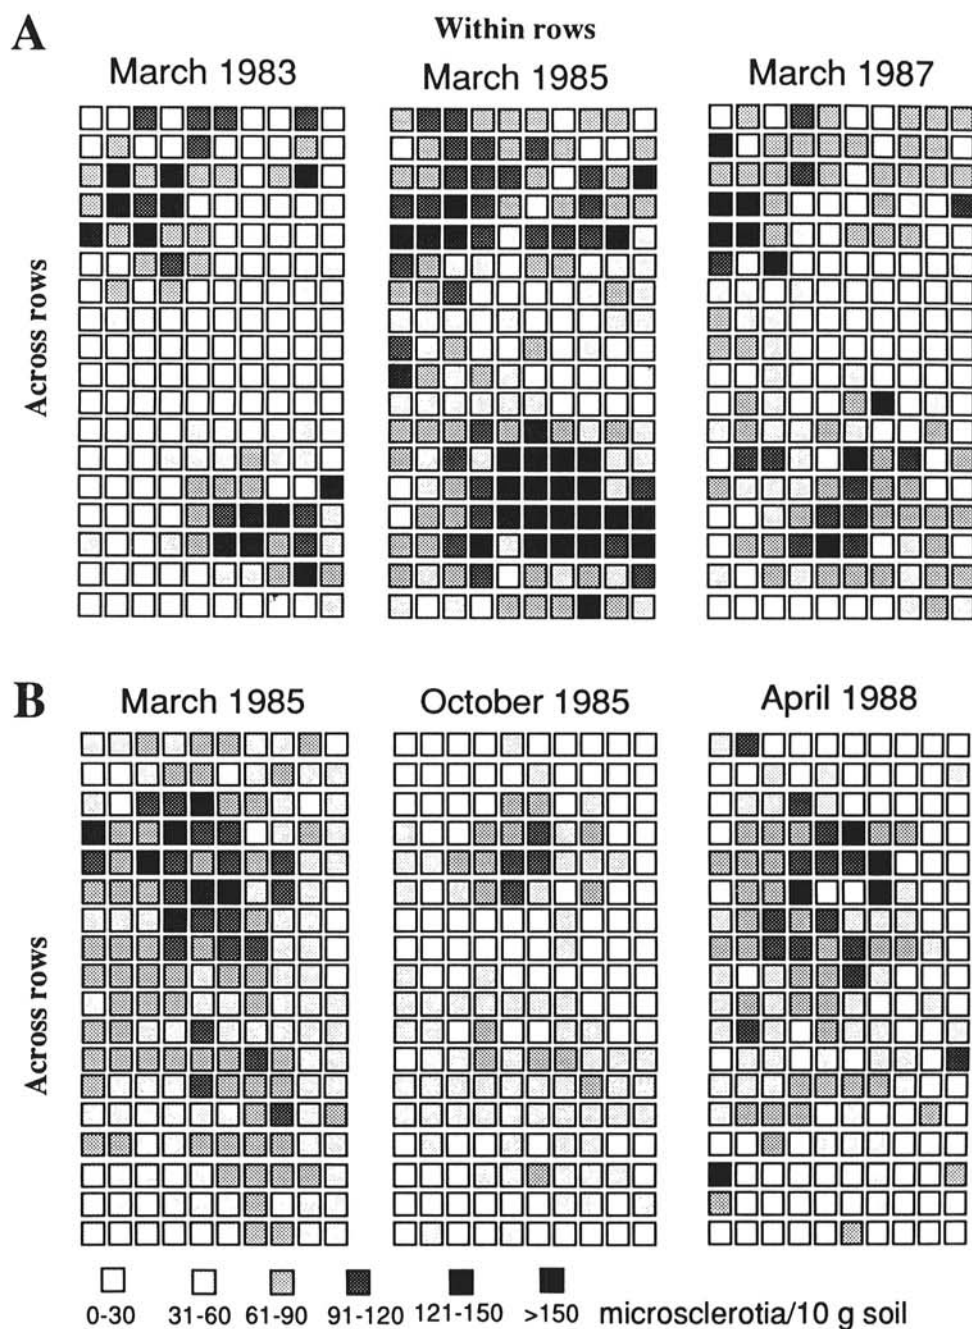 A
Within rows
March 1983
March 1985
March 1987
Across rows
B
March 1985
October 1985
April 1988
Across rows
0-30
31-60
61-90
91-120
121-150
>150
microsclerotia/10 g soil